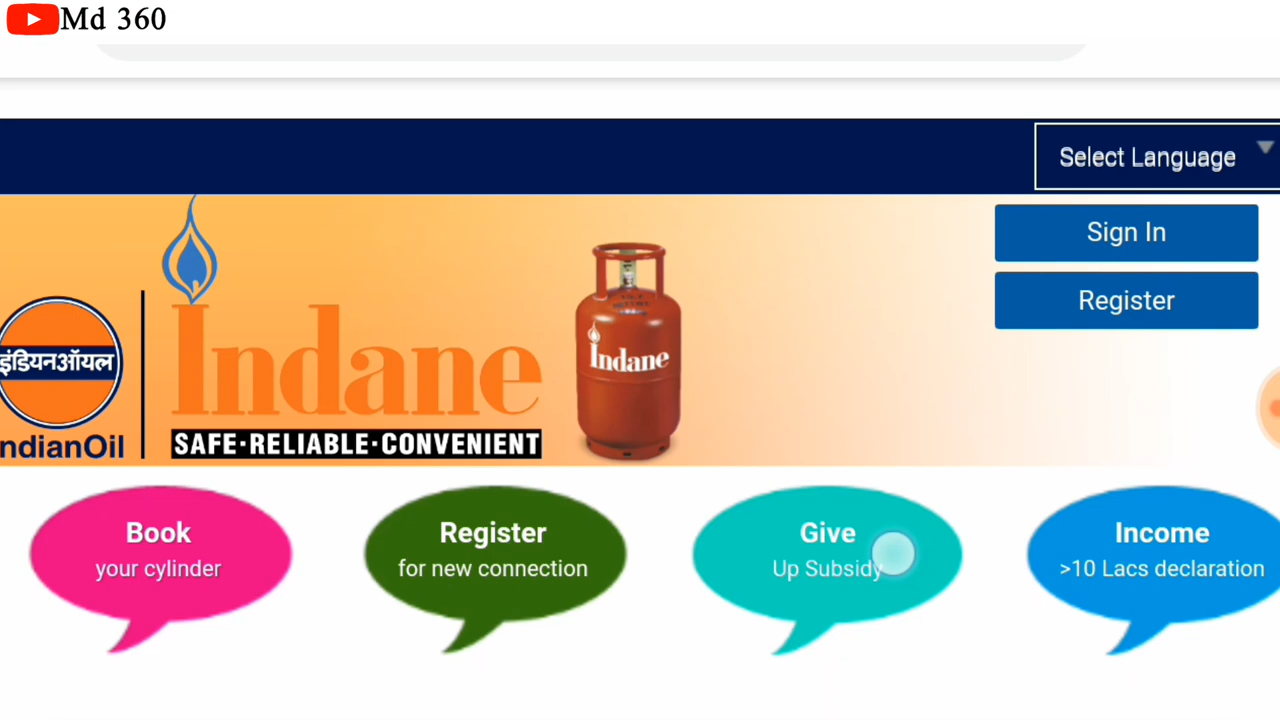 Md 360
Select Language
Sign In
Register
इंडियनऑयल
ndianOil
Indane
SAFE·RELIABLE·CONVENIENT
Indane
Book
your cylinder
Register
for new connection
Give
Up Subsidy
Income
>10 Lacs declaration